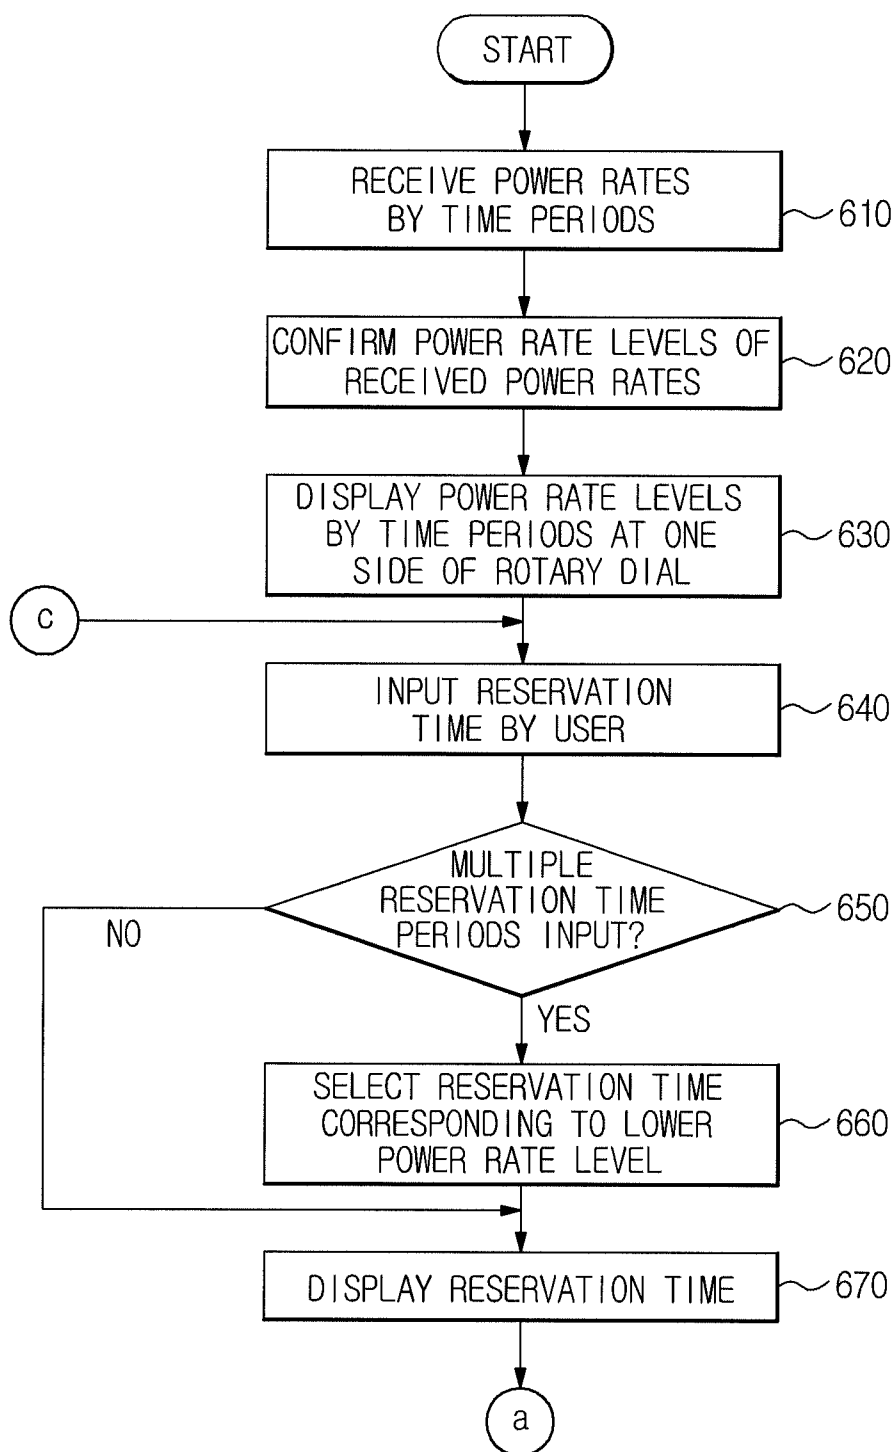 START
RECEIVE POWER RATES
BY TIME PERIODS
610
CONFIRM POWER RATE LEVELS OF
RECEIVED POWER RATES
620
DISPLAY POWER RATE LEVELS
BY TIME PERIODS AT ONE
SIDE OF ROTARY DIAL
630
c
INPUT RESERVATION
TIME BY USER
640
MULTIPLE
RESERVATION TIME
PERIODS INPUT?
650
NO
YES
SELECT RESERVATION TIME
CORRESPONDING TO LOWER
POWER RATE LEVEL
660
DISPLAY RESERVATION TIME
670
a